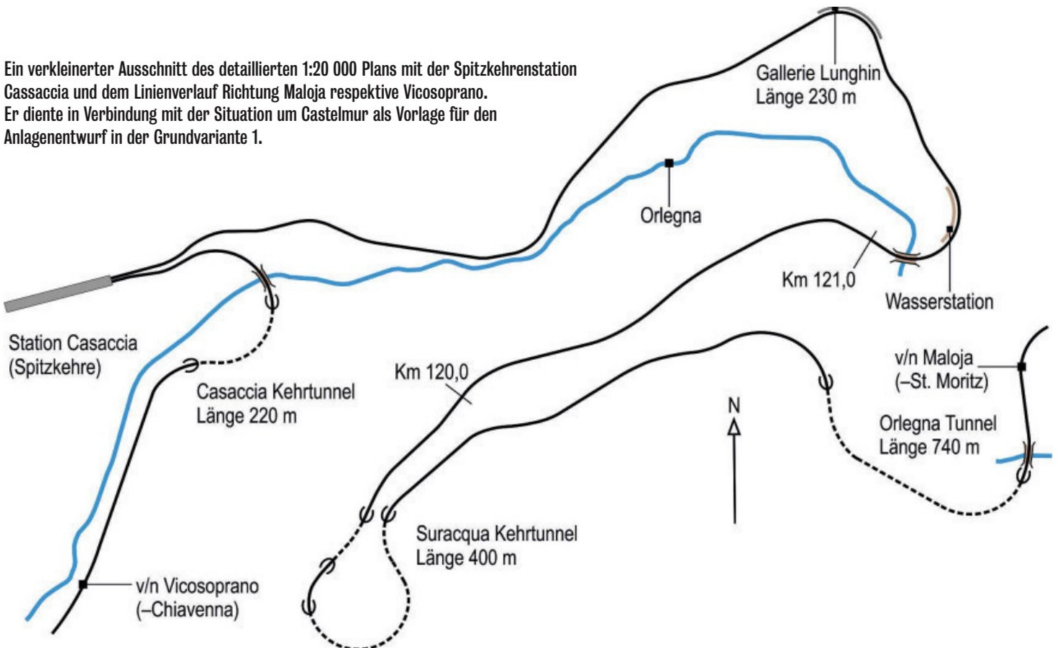 Ein verkleinerter Ausschnitt des detaillierten 1:20 000 Plans mit der Spitzkehrenstation
Cassaccia und dem Linienverlauf Richtung Maloja respektive Vicosoprano.
Er diente in Verbindung mit der Situation um Castelmur als Vorlage für den
Anlagenentwurf in der Grundvariante 1.
Gallerie Lunghin
Länge 230 m
Orlegna
Km 121,0
Wasserstation
Station Casaccia
(Spitzkehre)
Casaccia Kehrtunnel
Länge 220 m
Km 120,0
N
v/n Maloja
(–St. Moritz)
Orlegna Tunnel
Länge 740 m
Suracqua Kehrtunnel
Länge 400 m
v/n Vicosoprano
(–Chiavenna)